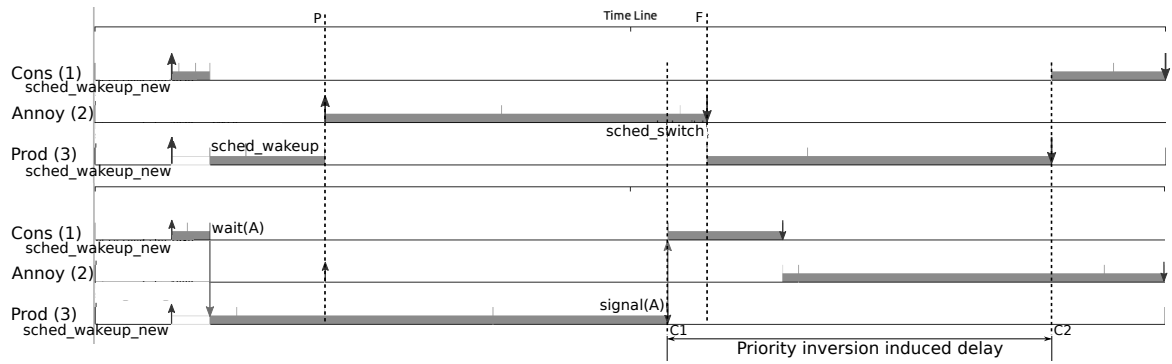 P Time Line F
Cons (1)
sched_wakeup_new
Annoy (2)
sched_switch
sched_wakeup
Prod (3)
sched_wakeup_new
Cons (1) wait(A)
sched_wakeup_new
Annoy (2)
signal(A)
Prod (3)
sched_wakeup_new
C1 C2
Priority inversion induced delay